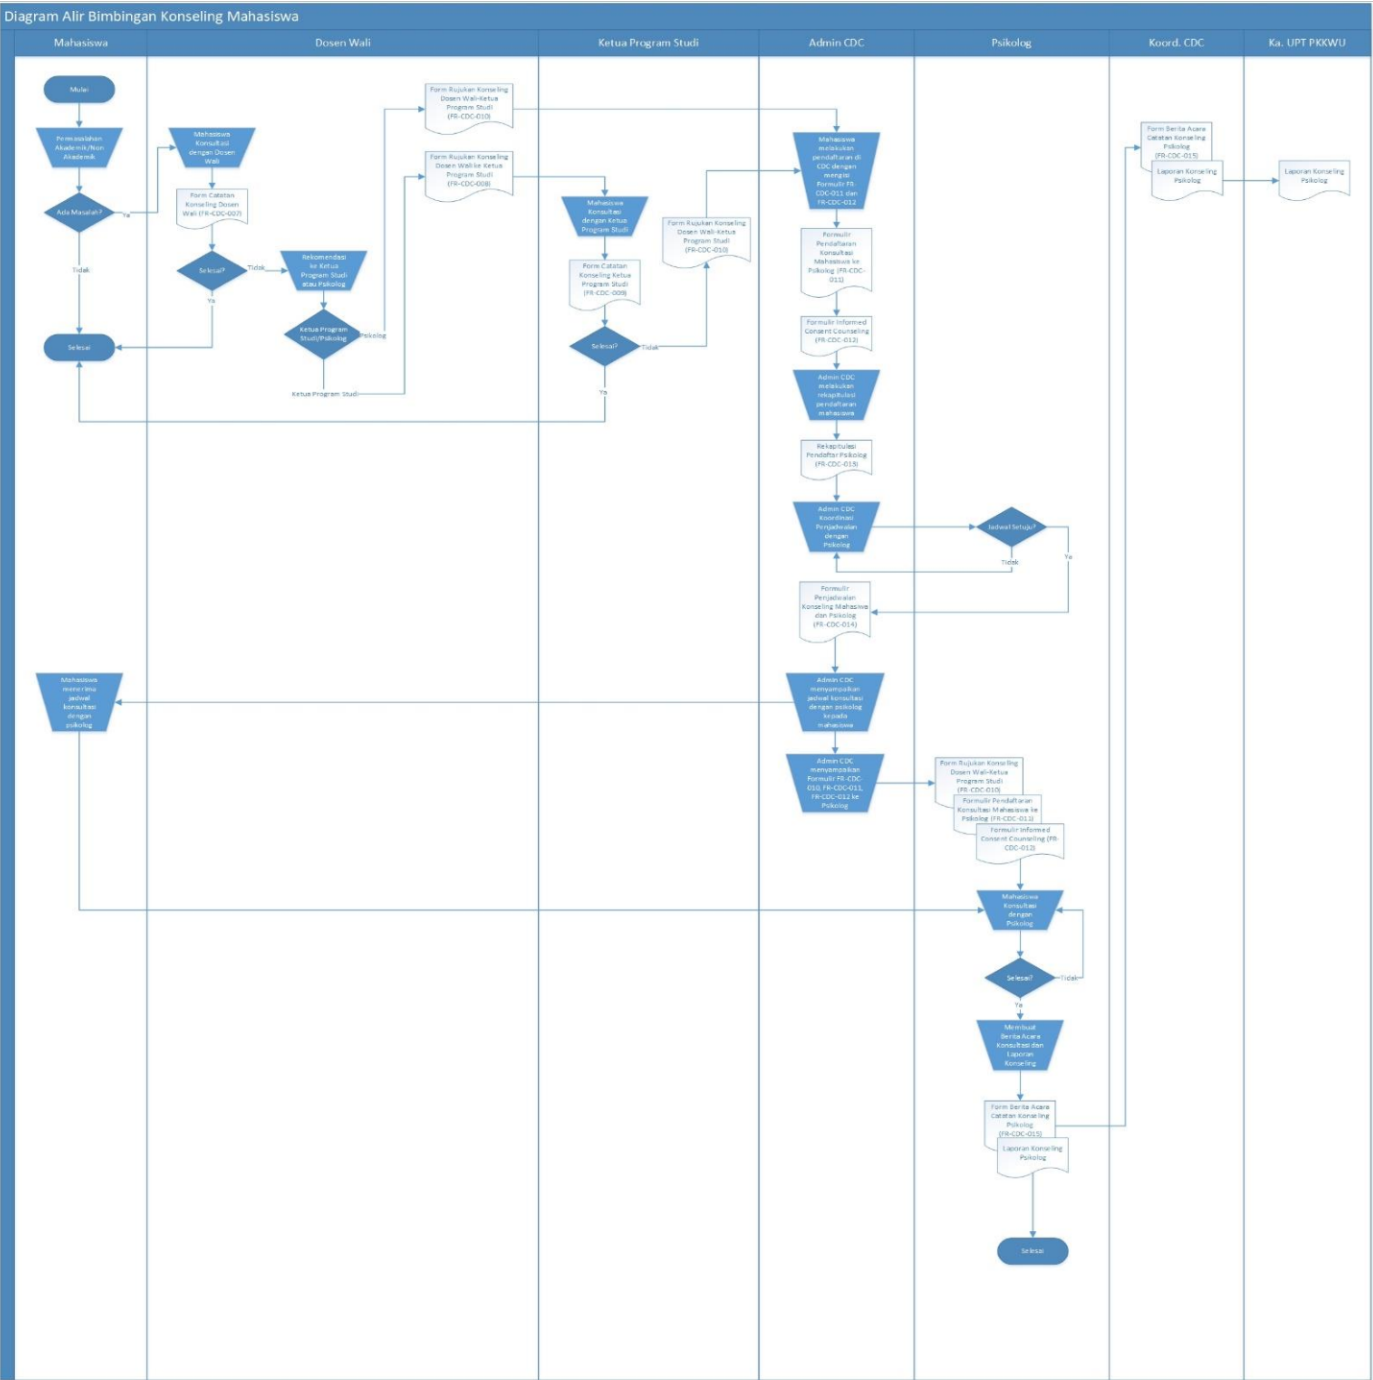 Diagram Alir Bimbingan Konseling Mahasiswa
Mahasiswa
Dosen Wali
Ketua Program Studi
Admin CDC
Psikolog
Koord. CDC
Ka. UPT PKKWU
Mulai
Permasalahan
Akademik/Non
Akademik
Ada Masalah?
Ya
Tidak
Selesai
Mahasiswa
Konsultasi
dengan Dosen
Wali
Form Catatan
Konseling Dosen
Wali (FR-CDC-007)
Selesai?
Tidak
Ya
Rekomendasi
ke Ketua
Program Studi
atau Psikolog
Ketua Program
Studi/Psikolog
Psikolog
Ketua Program Studi
Form Rujukan Konseling
Dosen Wali-Ketua
Program Studi
(FR-CDC-010)
Form Rujukan Konseling
Dosen Wali ke Ketua
Program Studi
(FR-CDC-008)
Mahasiswa
Konsultasi
dengan Ketua
Program Studi
Form Catatan
Konseling Ketua
Program Studi
(FR-CDC-009)
Selesai?
Tidak
Ya
Form Rujukan Konseling
Dosen Wali-Ketua
Program Studi
(FR-CDC-010)
Mahasiswa
melakukan
pendaftaran di
CDC dengan
mengisi
Formulir FR-
CDC-011 dan
FR-CDC-012
Formulir
Pendaftaran
Konsultasi
Mahasiswa ke
Psikolog (FR-CDC-
011)
Formulir Informed
Consent Counseling
(FR-CDC-012)
Admin CDC
melakukan
rekapitulasi
pendaftaran
mahasiswa
Rekapitulasi
Pendaftar Psikolog
(FR-CDC-013)
Admin CDC
Koordinasi
Penjadwalan
dengan
Psikolog
Jadwal Setuju?
Ya
Tidak
Formulir
Penjadwalan
Konseling Mahasiswa
dan Psikolog
(FR-CDC-014)
Admin CDC
menyampaikan
jadwal konsultasi
dengan psikolog
kepada
mahasiswa
Mahasiswa
menerima
jadwal
konsultasi
dengan
psikolog
Admin CDC
menyampaikan
Formulir FR-CDC-
010, FR-CDC-011,
FR-CDC-012 ke
Psikolog
Form Rujukan Konseling
Dosen Wali-Ketua
Program Studi
(FR-CDC-010)
Formulir Pendaftaran
Konsultasi Mahasiswa ke
Psikolog (FR-CDC-011)
Formulir Informed
Consent Counseling (FR-
CDC-012)
Mahasiswa
Konsultasi
dengan
Psikolog
Selesai?
Tidak
Ya
Membuat
Berita Acara
Konsultasi dan
Laporan
Konseling
Form Berita Acara
Catatan Konseling
Psikolog
(FR-CDC-015)
Laporan Konseling
Psikolog
Selesai
Form Berita Acara
Catatan Konseling
Psikolog
(FR-CDC-015)
Laporan Konseling
Psikolog
Laporan Konseling
Psikolog